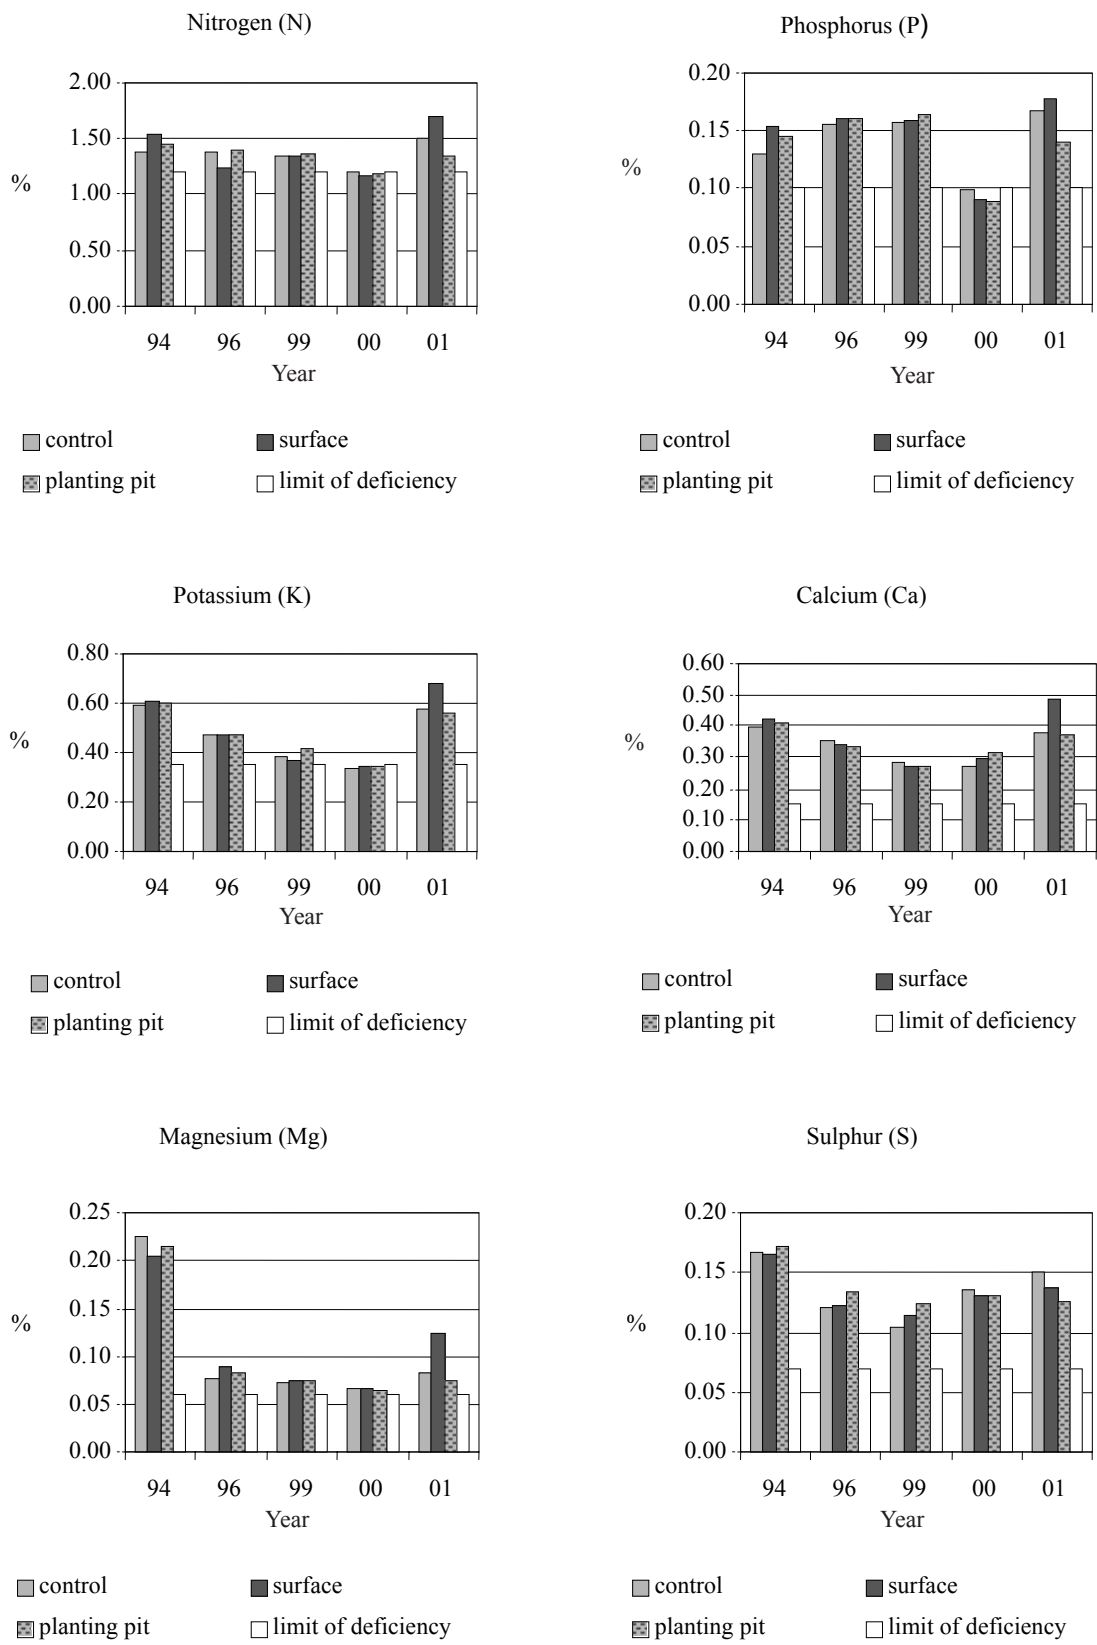 Nitrogen (N)
2.00
1.50
1.00
0.50
0.00
%
94 96 99 00 01
Year
control surface
planting pit limit of deficiency
Phosphorus (P)
0.20
0.15
0.10
0.05
0.00
%
94 96 99 00 01
Year
control surface
planting pit limit of deficiency
Potassium (K)
0.80
0.60
0.40
0.20
0.00
%
94 96 99 00 01
Year
control surface
planting pit limit of deficiency
Calcium (Ca)
0.60
0.50
0.40
0.30
0.20
0.10
0.00
%
94 96 99 00 01
Year
control surface
planting pit limit of deficiency
Magnesium (Mg)
0.25
0.20
0.15
0.10
0.05
0.00
%
94 96 99 00 01
Year
control surface
planting pit limit of deficiency
Sulphur (S)
0.20
0.15
0.10
0.05
0.00
%
94 96 99 00 01
Year
control surface
planting pit limit of deficiency